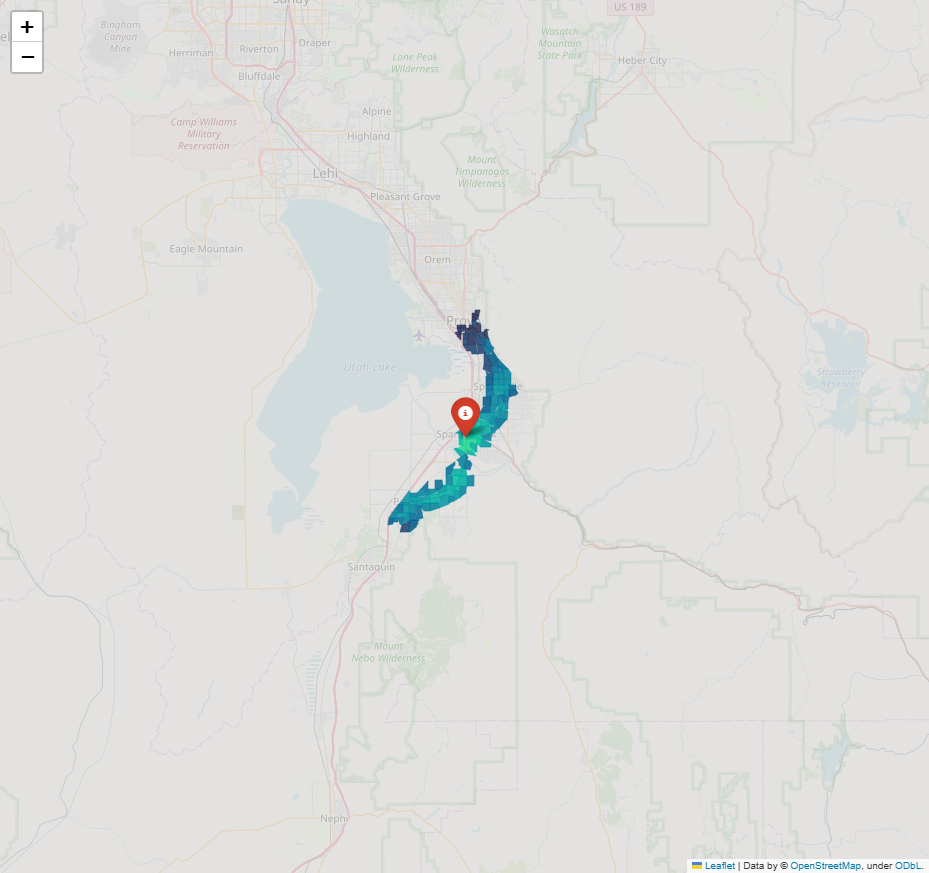 US 189
+
−
Bingham
Canyon
Mine
Herriman
Riverton
Draper
Bluffdale
Lone Peak
Wilderness
Wasatch
Mountain
State Park
Heber City
Camp Williams
Military
Reservation
Alpine
Highland
Lehi
Mount
Timpanogos
Wilderness
Pleasant Grove
Eagle Mountain
Orem
Utah Lake
Strawberry
Reservoir
Santaquin
Mount
Nebo Wilderness
Nephi
Leaflet | Data by © OpenStreetMap, under ODbL.